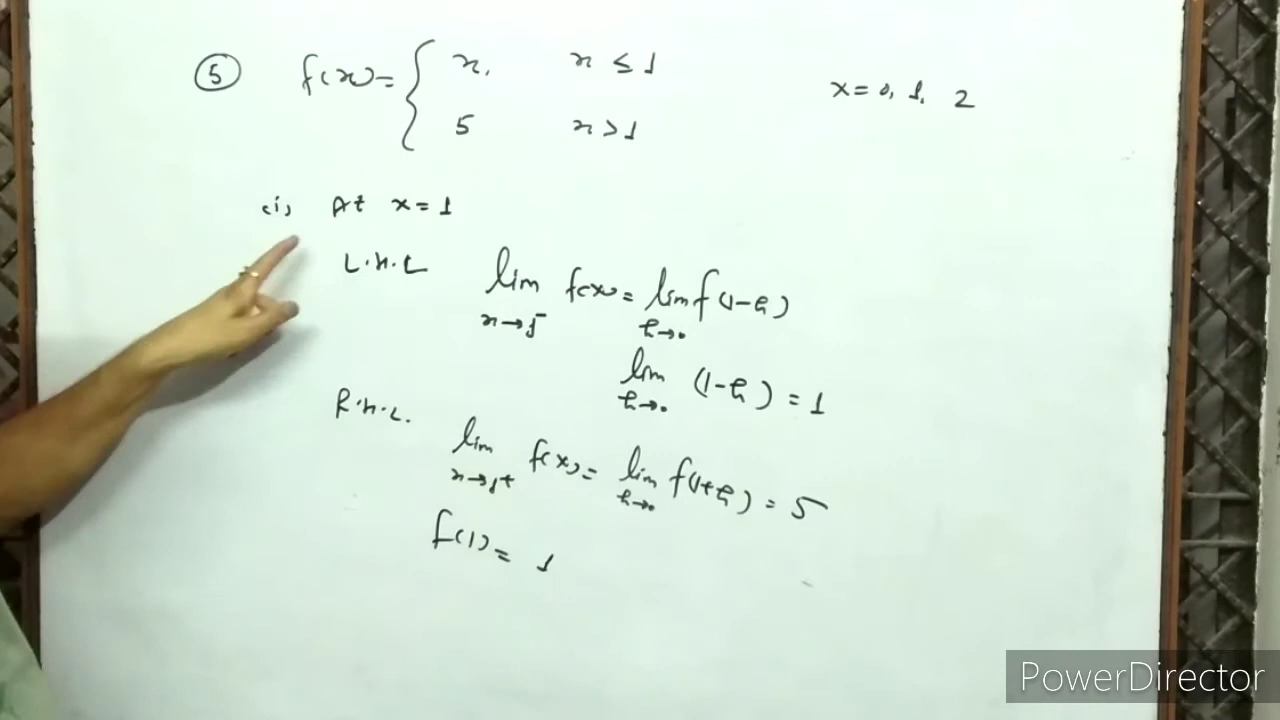 ⑤ f(x) = { x, x ≤ 1
5 x > 1
x = 0, 1, 2
(i) At x = 1
L.H.L lim x→1⁻ f(x) = lim h→0 f(1-h)
lim h→0 (1-h) = 1
R.H.L. lim x→1⁺ f(x) = lim h→0 f(1+h) = 5
f(1) = 1
PowerDirector